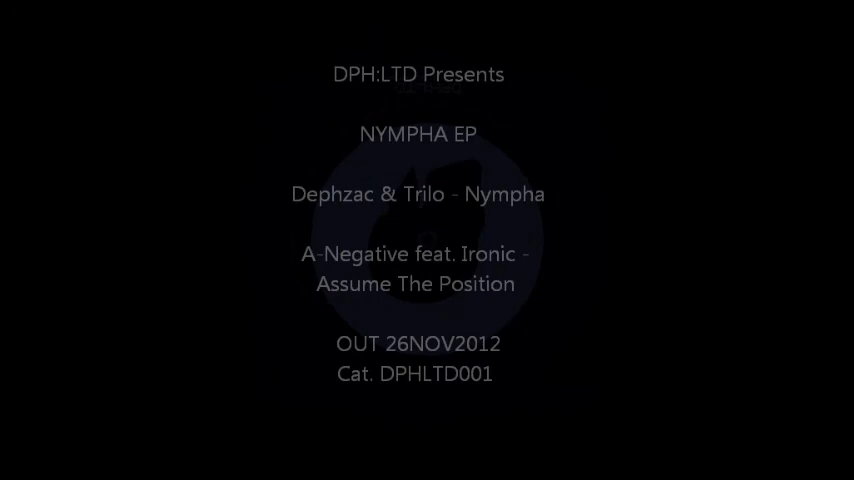 DPH:LTD Presents
NYMPHA EP
Dephzac & Trilo - Nympha
A-Negative feat. Ironic -
Assume The Position
OUT 26NOV2012
Cat. DPHLTD001